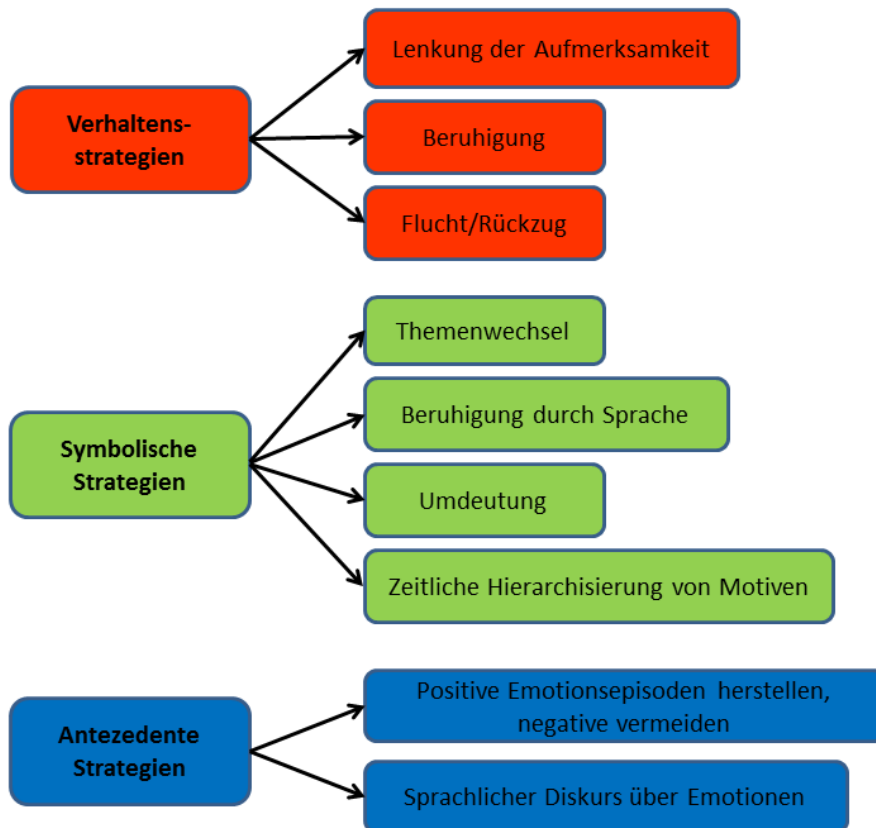 Verhaltens-
strategien
Lenkung der Aufmerksamkeit
Beruhigung
Flucht/Rückzug
Symbolische
Strategien
Themenwechsel
Beruhigung durch Sprache
Umdeutung
Zeitliche Hierarchisierung von Motiven
Antezedente
Strategien
Positive Emotionsepisoden herstellen,
negative vermeiden
Sprachlicher Diskurs über Emotionen